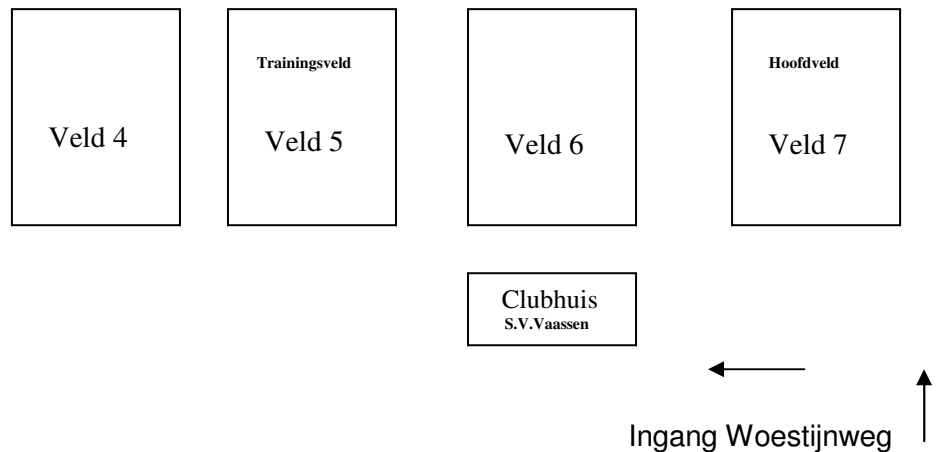 Trainingsveld
Hoofdveld
Veld 4
Veld 5
Veld 6
Veld 7
Clubhuis
S.V.Vaassen
Ingang Woestijnweg